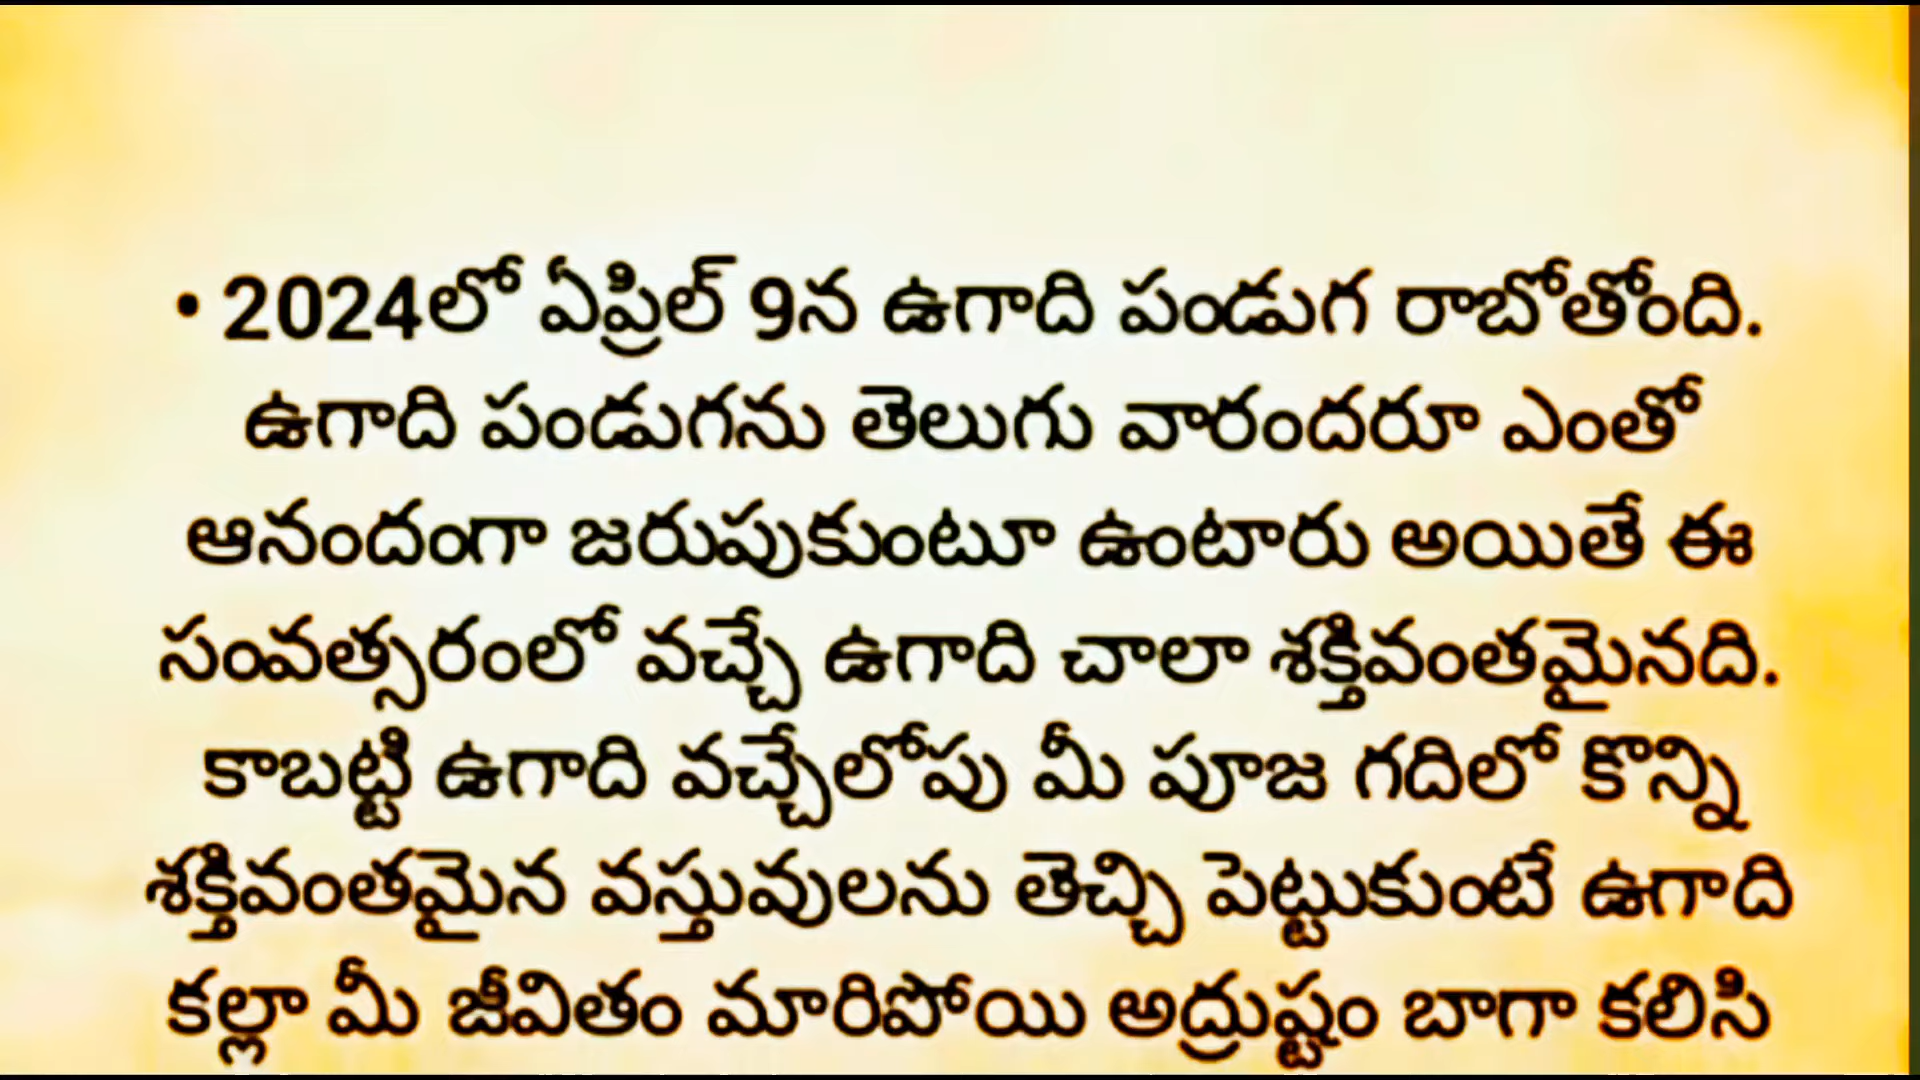 • 2024లో ఏప్రిల్ 9న ఉగాది పండుగ రాబోతోంది.
ఉగాది పండుగను తెలుగు వారందరూ ఎంతో
ఆనందంగా జరుపుకుంటూ ఉంటారు అయితే ఈ
సంవత్సరంలో వచ్చే ఉగాది చాలా శక్తివంతమైనది.
కాబట్టి ఉగాది వచ్చేలోపు మీ పూజ గదిలో కొన్ని
శక్తివంతమైన వస్తువులను తెచ్చి పెట్టుకుంటే ఉగాది
కల్లా మీ జీవితం మారిపోయి అద్రుష్టం బాగా కలిసి